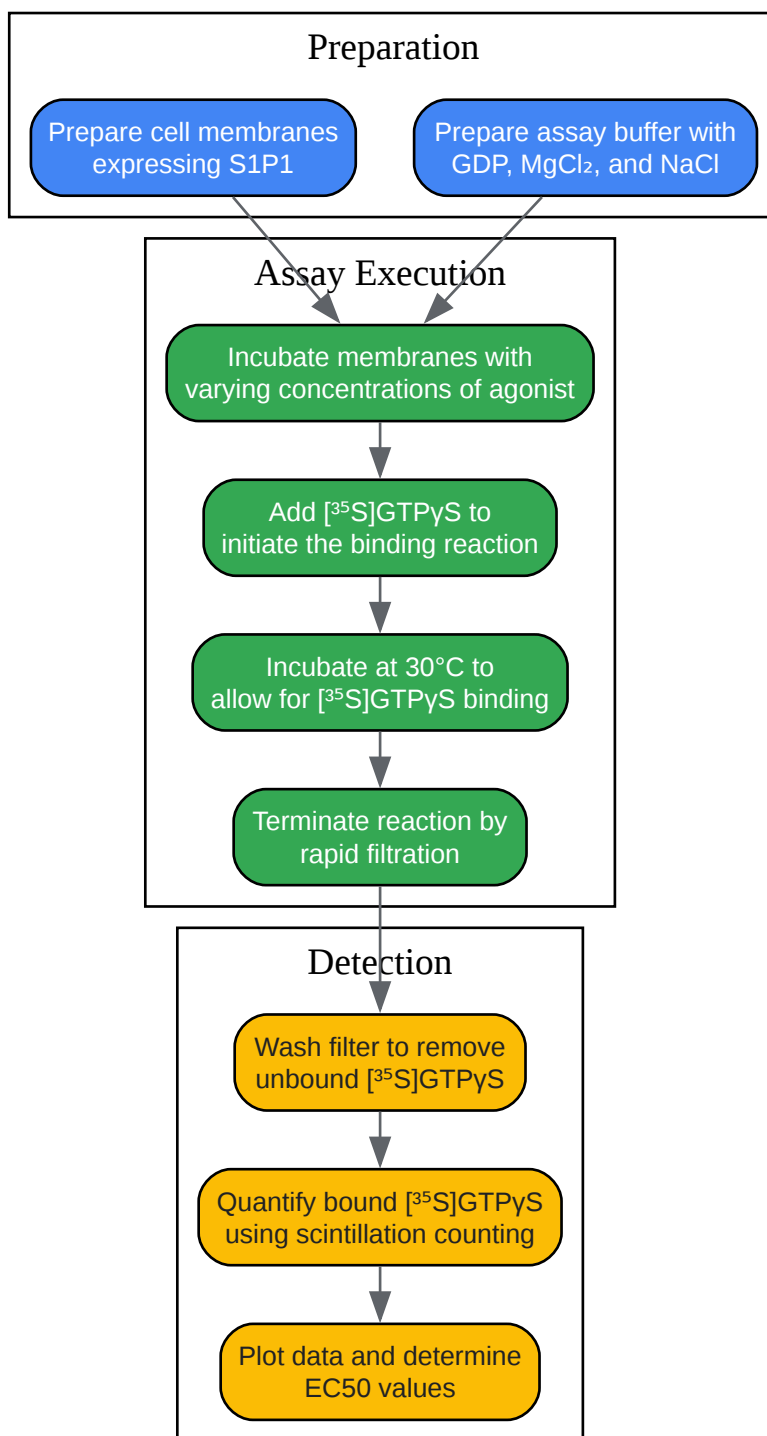 Preparation
Prepare cell membranes
expressing S1P1
Prepare assay buffer with
GDP, MgCl₂, and NaCl
Assay Execution
Incubate membranes with
varying concentrations of agonist
Add [³⁵S]GTPγS to
initiate the binding reaction
Incubate at 30°C to
allow for [³⁵S]GTPγS binding
Terminate reaction by
rapid filtration
Detection
Wash filter to remove
unbound [³⁵S]GTPγS
Quantify bound [³⁵S]GTPγS
using scintillation counting
Plot data and determine
EC50 values